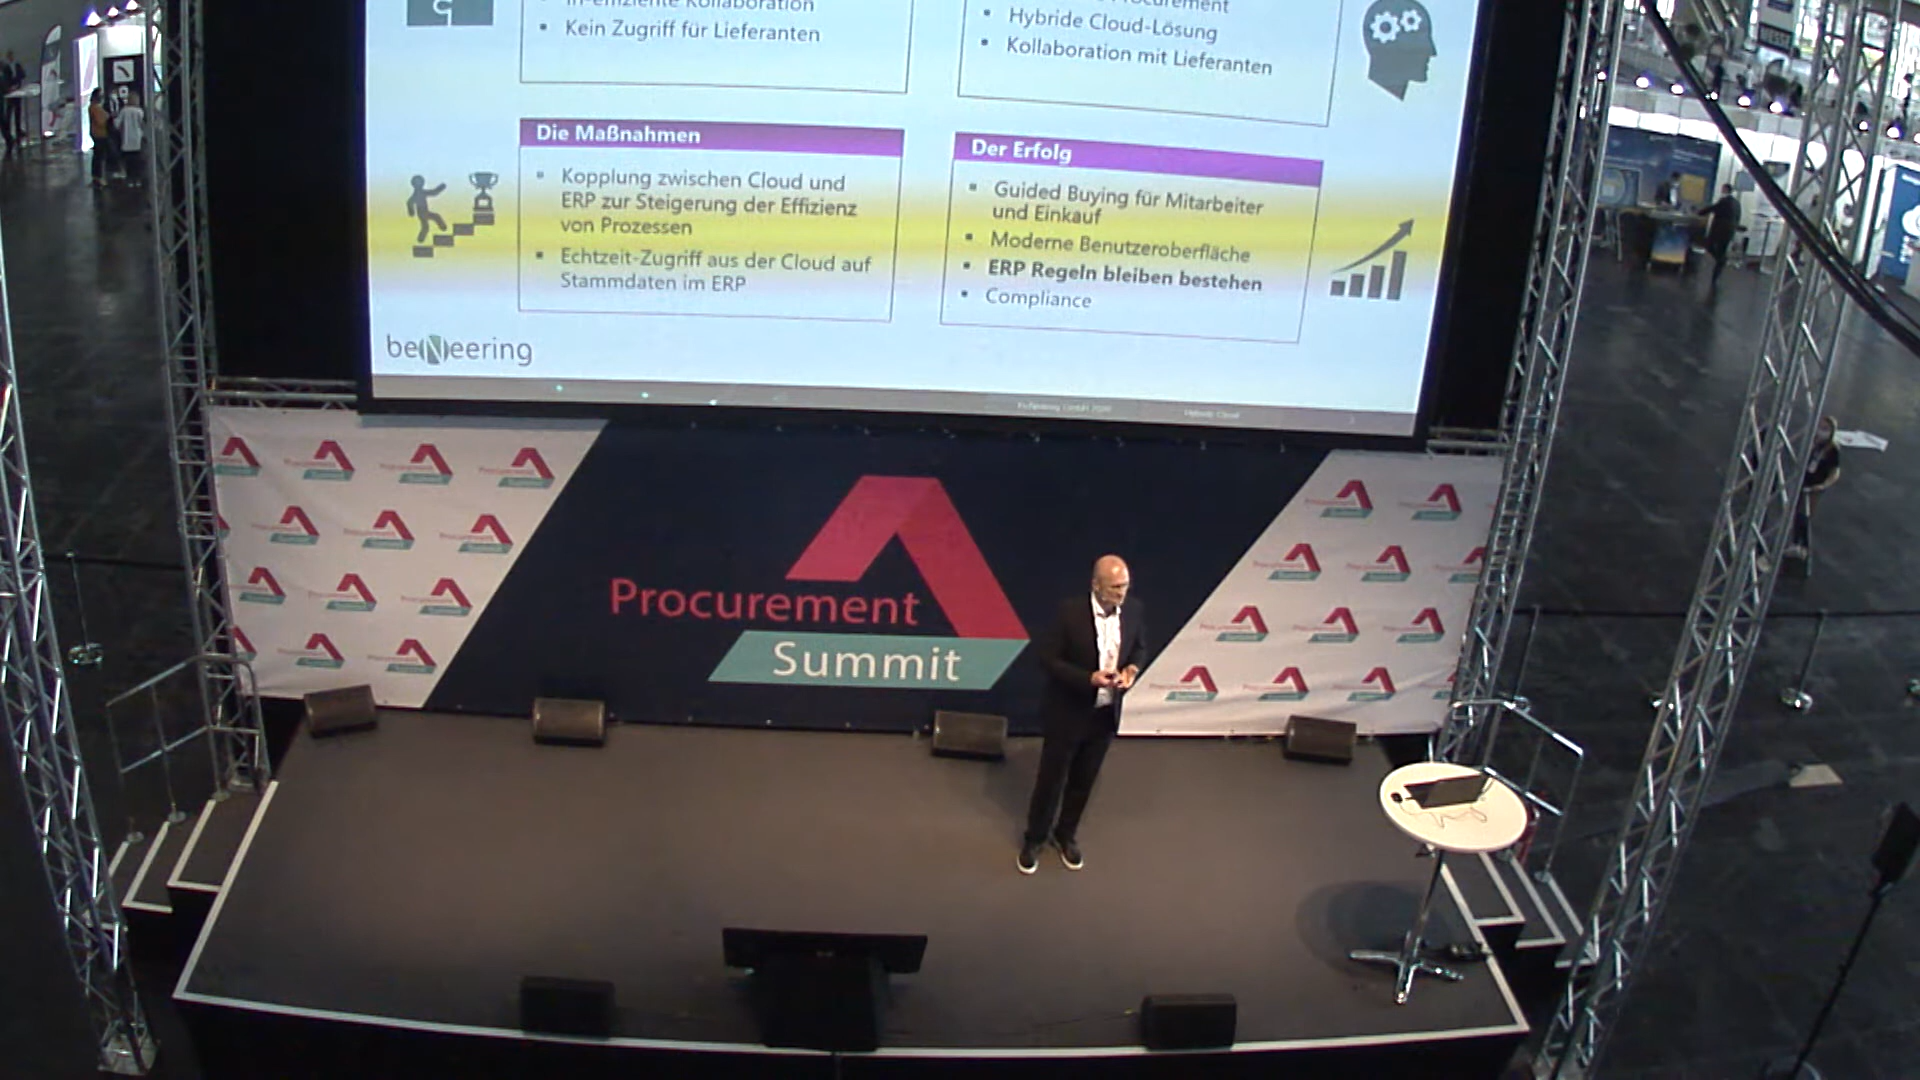 Kollaboration
Kein Zugriff für Lieferanten
Hybride Cloud-Lösung
Kollaboration mit Lieferanten
Die Maßnahmen
Kopplung zwischen Cloud und
ERP zur Steigerung der Effizienz
von Prozessen
Echtzeit-Zugriff aus der Cloud auf
Stammdaten im ERP
Der Erfolg
Guided Buying für Mitarbeiter
und Einkauf
Moderne Benutzeroberfläche
ERP Regeln bleiben bestehen
Compliance
beNeering
Procurement
Summit